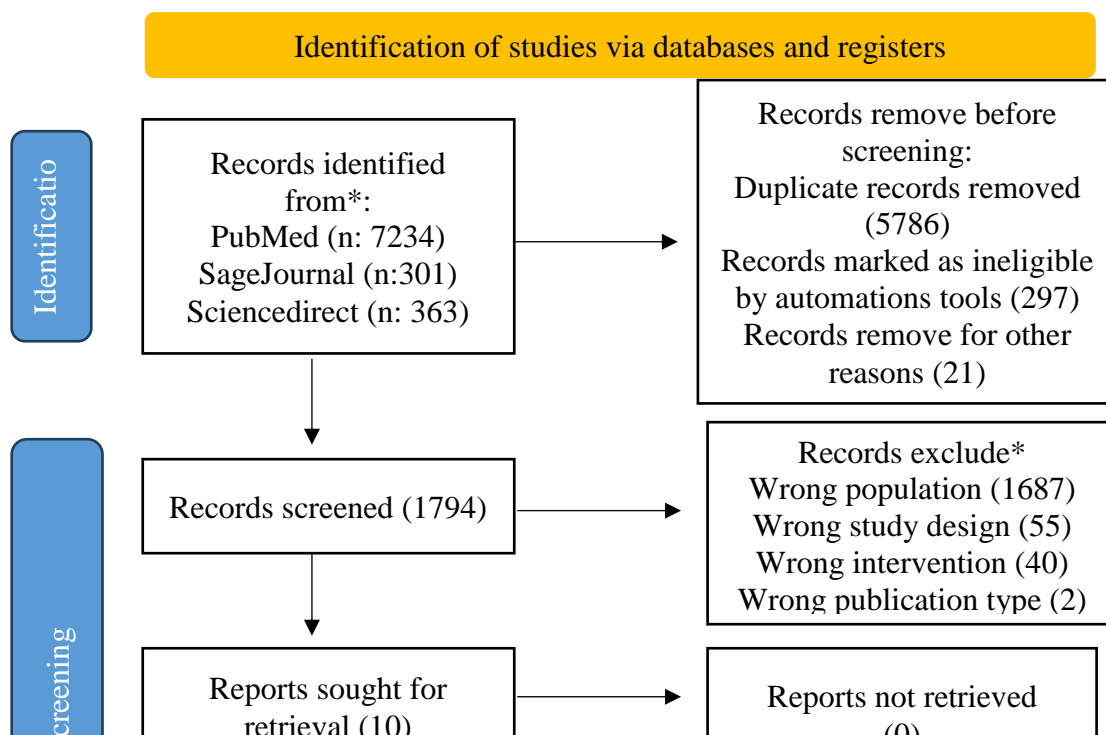 Identification of studies via databases and registers
Identificatio
Records identified
from*:
PubMed (n: 7234)
SageJournal (n:301)
Sciencedirect (n: 363)
Records remove before
screening:
Duplicate records removed
(5786)
Records marked as ineligible
by automations tools (297)
Records remove for other
reasons (21)
creening
Records screened (1794)
Records exclude*
Wrong population (1687)
Wrong study design (55)
Wrong intervention (40)
Wrong publication type (2)
Reports sought for
retrieval (10)
Reports not retrieved
(0)